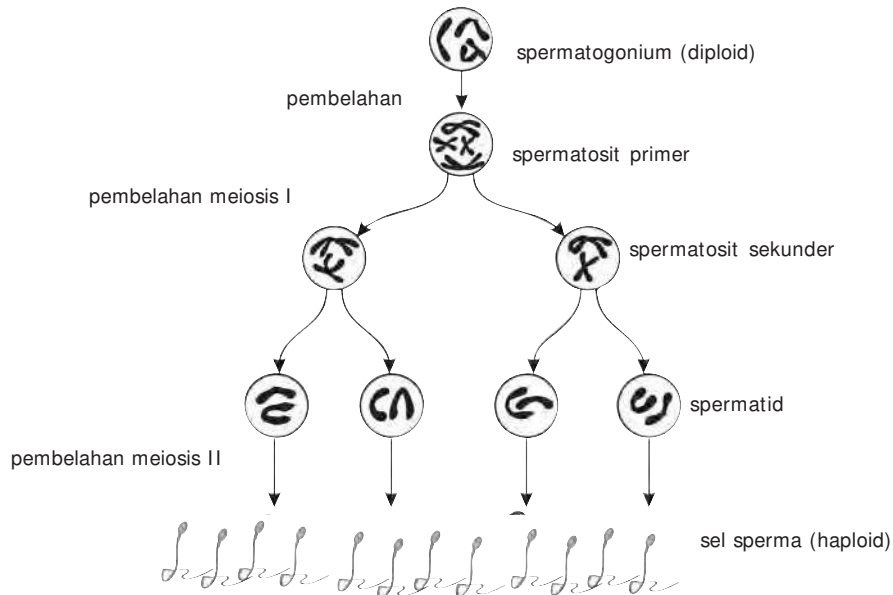 spermatogonium (diploid)
pembelahan
spermatosit primer
pembelahan meiosis I
spermatosit sekunder
spermatid
pembelahan meiosis II
sel sperma (haploid)